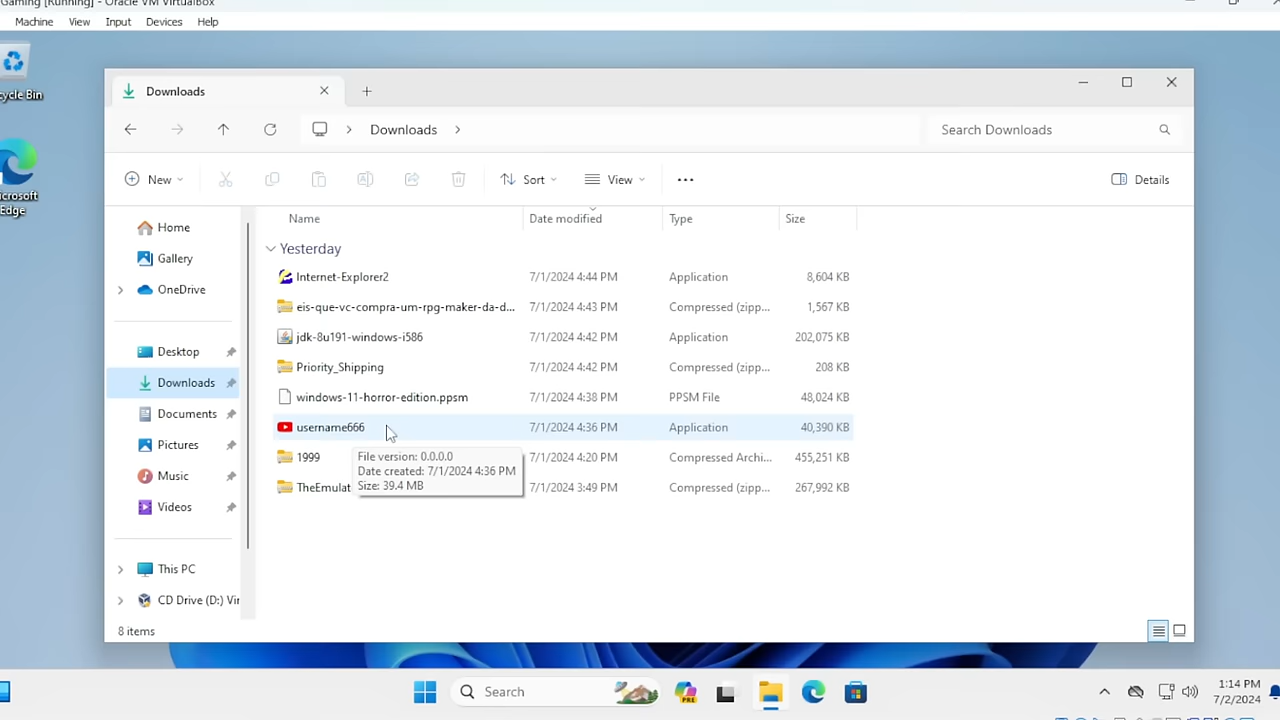 Gaming [Running] - Oracle VM VirtualBox
Machine View Input Devices Help
cycle Bin
icrosoft
Edge
Downloads
Downloads
Search Downloads
New
Sort
View
Details
Home
Gallery
OneDrive
Desktop
Downloads
Documents
Pictures
Music
Videos
This PC
CD Drive (D:) Vir
Name Date modified Type Size
Yesterday
Internet-Explorer2 7/1/2024 4:44 PM Application 8,604 KB
eis-que-vc-compra-um-rpg-maker-da-d... 7/1/2024 4:43 PM Compressed (zipp... 1,567 KB
jdk-8u191-windows-i586 7/1/2024 4:42 PM Application 202,075 KB
Priority_Shipping 7/1/2024 4:42 PM Compressed (zipp... 208 KB
windows-11-horror-edition.ppsm 7/1/2024 4:38 PM PPSM File 48,024 KB
username666 7/1/2024 4:36 PM Application 40,390 KB
1999 7/1/2024 4:20 PM Compressed Archi... 455,251 KB
TheEmulat 7/1/2024 3:49 PM Compressed (zipp... 267,992 KB
File version: 0.0.0.0
Date created: 7/1/2024 4:36 PM
Size: 39.4 MB
8 items
Search
PRE
1:14 PM
7/2/2024